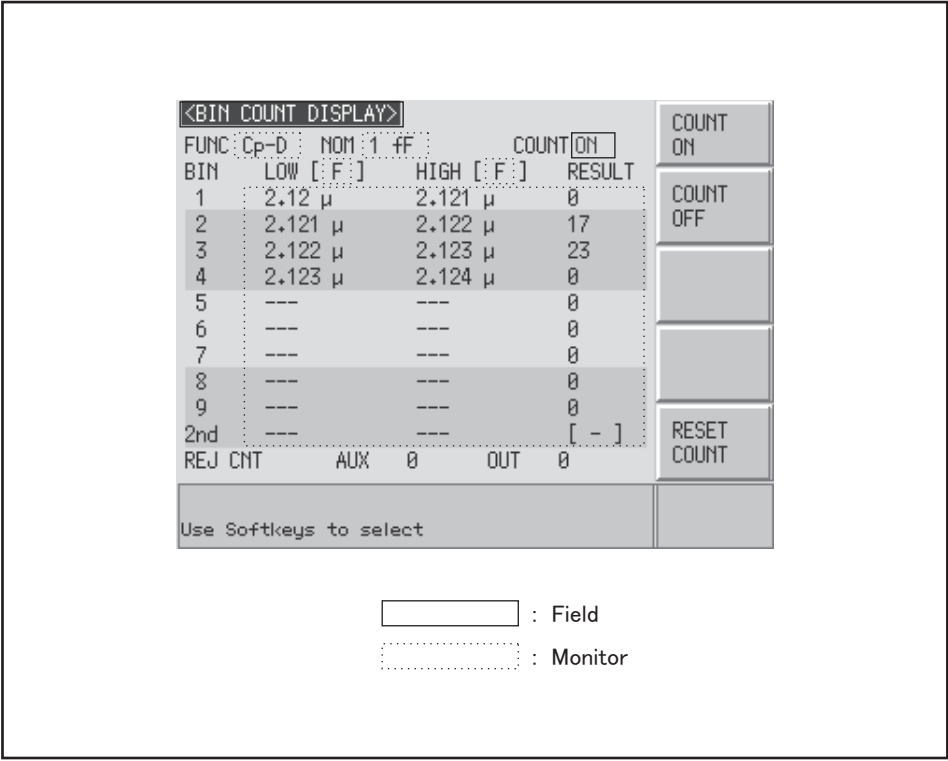 <BIN COUNT DISPLAY>
FUNC Cp-D NOM 1 fF COUNT ON
BIN LOW [ F ] HIGH [ F ] RESULT
1 2.12 μ 2.121 μ 0
2 2.121 μ 2.122 μ 17
3 2.122 μ 2.123 μ 23
4 2.123 μ 2.124 μ 0
5 --- --- 0
6 --- --- 0
7 --- --- 0
8 --- --- 0
9 --- --- 0
2nd --- --- [ - ]
REJ CNT AUX 0 OUT 0
Use Softkeys to select
COUNT
ON
COUNT
OFF
RESET
COUNT
: Field
: Monitor